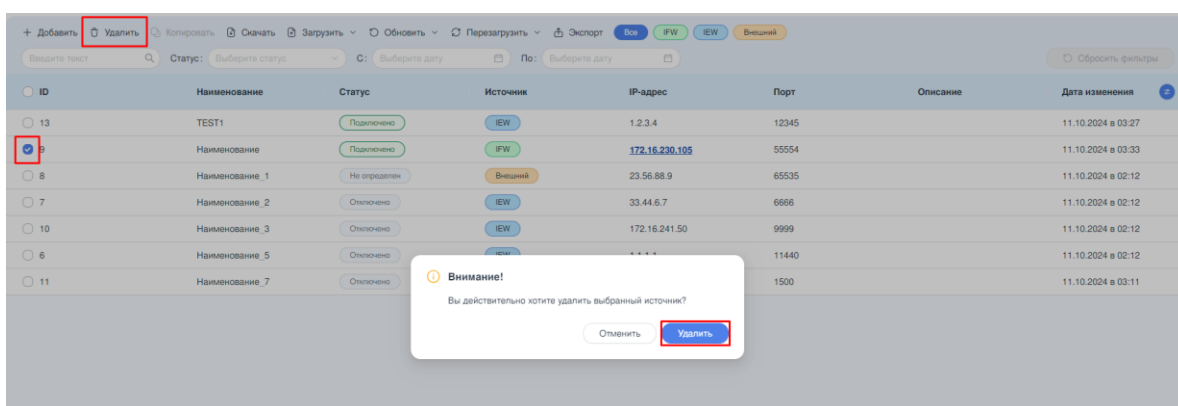 + Добавить Удалить Копировать Скачать Загрузить Обновить Перезагрузить Экспорт Все IFW IEW Внешний
Введите текст Статус: Выберите статус С: Выберите дату По: Выберите дату Сбросить фильтры
ID Наименование Статус Источник IP-адрес Порт Описание Дата изменения
13 TEST1 Подключено IEW 1.2.3.4 12345 11.10.2024 в 03:27
9 Наименование Подключено IFW 172.16.230.105 55554 11.10.2024 в 03:33
8 Наименование_1 Не определен Внешний 23.56.88.9 65535 11.10.2024 в 02:12
7 Наименование_2 Отключено IEW 33.44.6.7 6666 11.10.2024 в 02:12
10 Наименование_3 Отключено IEW 172.16.241.50 9999 11.10.2024 в 02:12
6 Наименование_5 Отключено IEW 1.1.1.1 11440 11.10.2024 в 02:12
11 Наименование_7 Отключено 1500 11.10.2024 в 03:11
Внимание!
Вы действительно хотите удалить выбранный источник?
Отменить Удалить